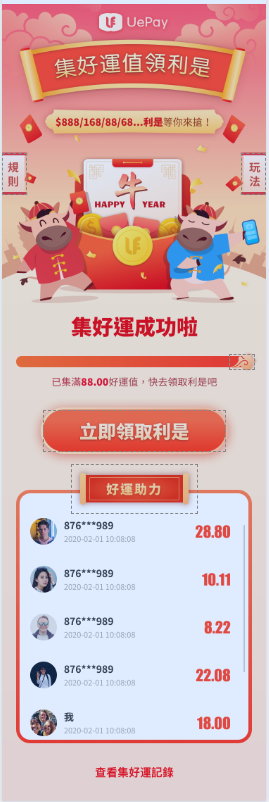 UePay
集好運值領利是
$888/168/88/68...利是等你來搶！
規則
玩法
牛
HAPPY YEAR
集好運成功啦
已集滿88.00好運值，快去領取利是吧
立即領取利是
好運助力
876***989 28.80
2020-02-01 10:08:08
876***989 10.11
2020-02-01 10:08:08
876***989 8.22
2020-02-01 10:08:08
876***989 22.08
2020-02-01 10:08:08
我 18.00
2020-02-01 10:08:08
查看集好運記錄